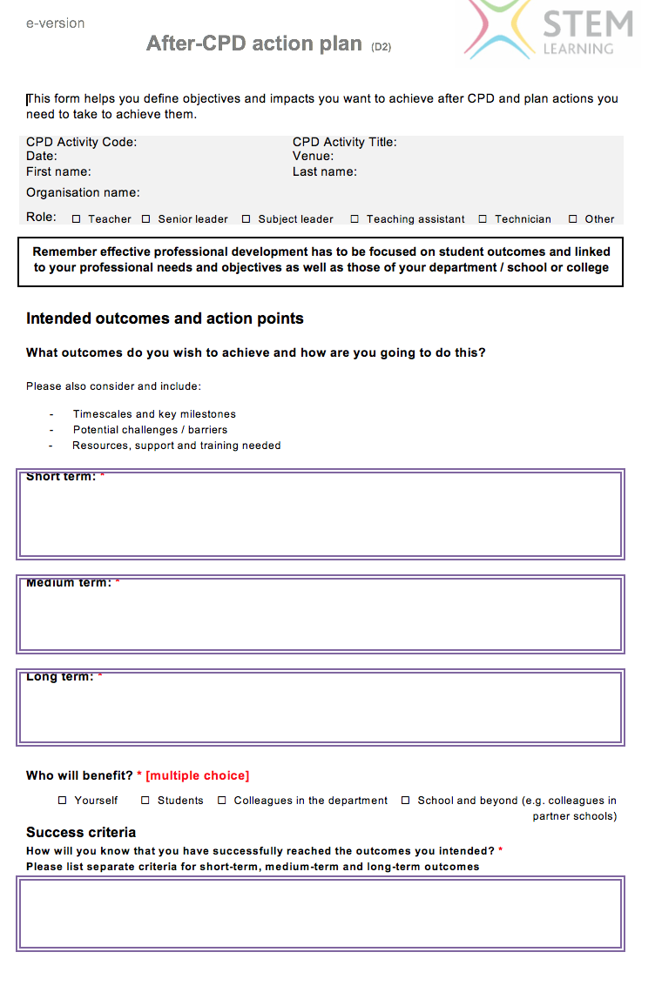 e-version
After-CPD action plan (D2)
STEM
LEARNING
This form helps you define objectives and impacts you want to achieve after CPD and plan actions you
need to take to achieve them.
CPD Activity Code: CPD Activity Title:
Date: Venue:
First name: Last name:
Organisation name:
Role: ☐ Teacher ☐ Senior leader ☐ Subject leader ☐ Teaching assistant ☐ Technician ☐ Other
Remember effective professional development has to be focused on student outcomes and linked
to your professional needs and objectives as well as those of your department / school or college
Intended outcomes and action points
What outcomes do you wish to achieve and how are you going to do this?
Please also consider and include:
- Timescales and key milestones
- Potential challenges / barriers
- Resources, support and training needed
Short term: *
Medium term: *
Long term: *
Who will benefit? * [multiple choice]
☐ Yourself ☐ Students ☐ Colleagues in the department ☐ School and beyond (e.g. colleagues in
partner schools)
Success criteria
How will you know that you have successfully reached the outcomes you intended? *
Please list separate criteria for short-term, medium-term and long-term outcomes